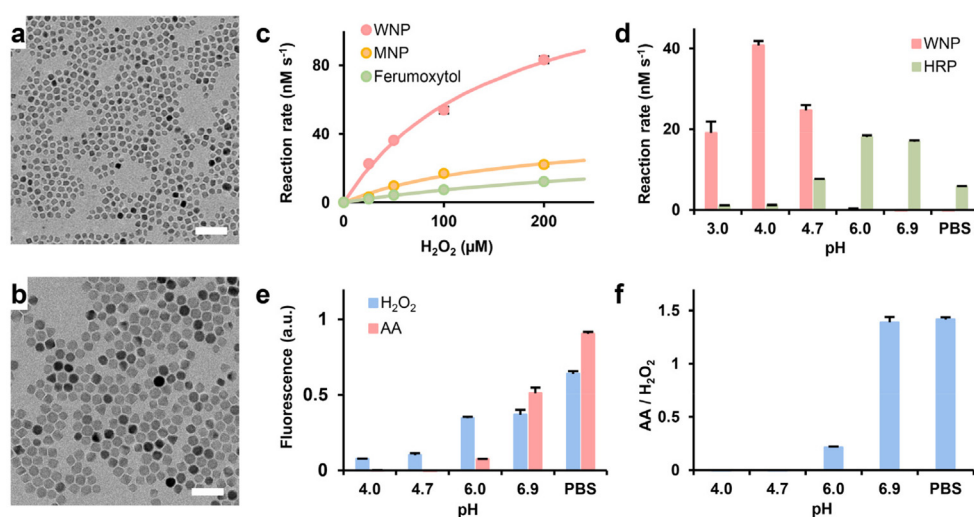 a
b
c
WNP
MNP
Ferumoxytol
Reaction rate (nM s⁻¹)
80
40
0
0
100
200
H₂O₂ (µM)
d
WNP
HRP
Reaction rate (nM s⁻¹)
40
20
0
3.0 4.0 4.7 6.0 6.9 PBS
pH
e
H₂O₂
AA
Fluorescence (a.u.)
1
0.5
0
4.0 4.7 6.0 6.9 PBS
pH
f
AA / H₂O₂
1.5
1
0.5
0
4.0 4.7 6.0 6.9 PBS
pH